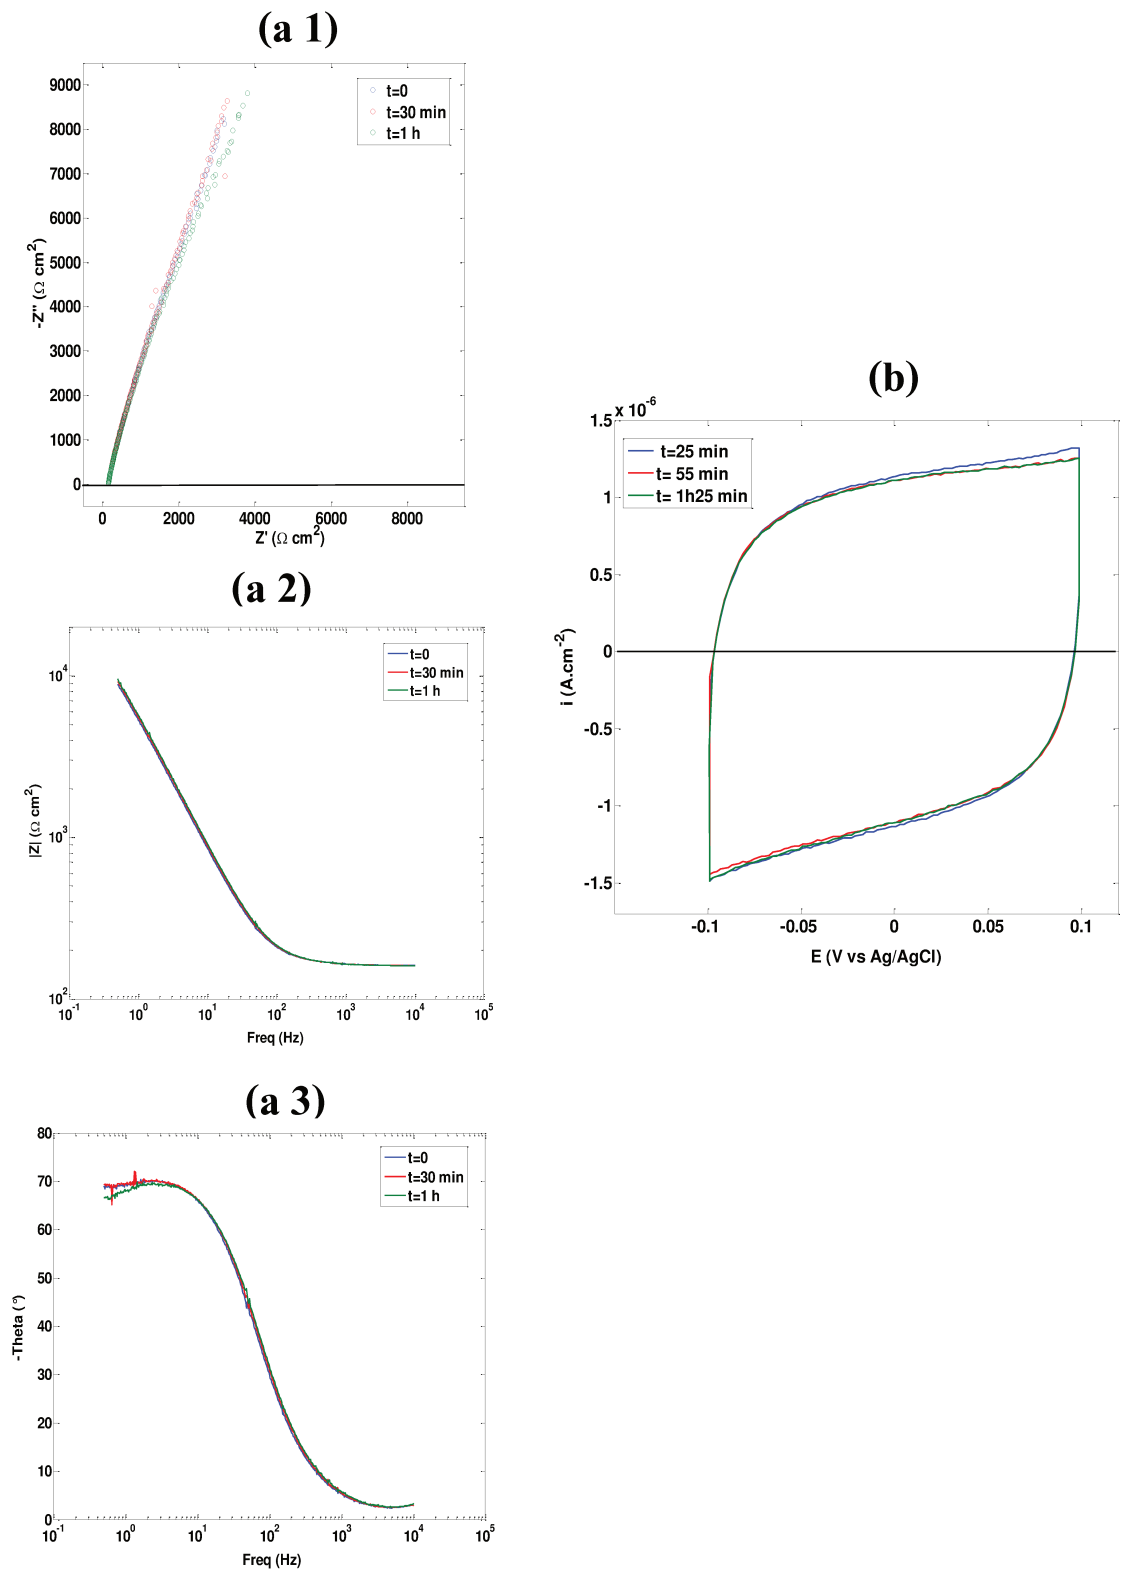 (a 1)
9000
8000
7000
6000
5000
4000
3000
2000
1000
0
-Z'' (Ω cm²)
t=0
t=30 min
t=1 h
0 2000 4000 6000 8000
Z' (Ω cm²)
(a 2)
10⁴
10³
10²
|Z| (Ω cm²)
t=0
t=30 min
t=1 h
10⁻¹ 10⁰ 10¹ 10² 10³ 10⁴ 10⁵
Freq (Hz)
(a 3)
80
70
60
50
40
30
20
10
0
-Theta (°)
t=0
t=30 min
t=1 h
10⁻¹ 10⁰ 10¹ 10² 10³ 10⁴ 10⁵
Freq (Hz)
(b)
1.5 x 10⁻⁶
1
0.5
0
-0.5
-1
-1.5
i (A.cm⁻²)
t=25 min
t= 55 min
t= 1h25 min
-0.1 -0.05 0 0.05 0.1
E (V vs Ag/AgCl)